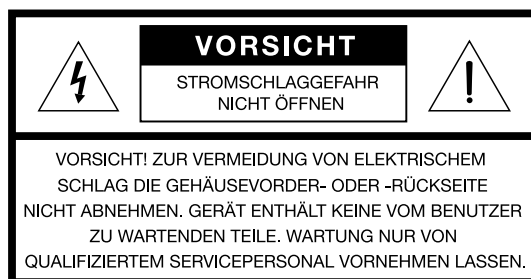 VORSICHT
STROMSCHLAGGEFAHR
NICHT ÖFFNEN
VORSICHT! ZUR VERMEIDUNG VON ELEKTRISCHEM
SCHLAG DIE GEHÄUSEVORDER- ODER -RÜCKSEITE
NICHT ABNEHMEN. GERÄT ENTHÄLT KEINE VOM BENUTZER
ZU WARTENDEN TEILE. WARTUNG NUR VON
QUALIFIZIERTEM SERVICEPERSONAL VORNEHMEN LASSEN.